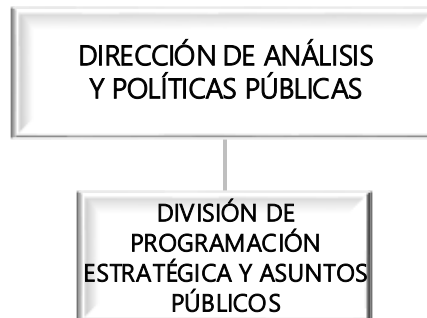 DIRECCIÓN DE ANÁLISIS
Y POLÍTICAS PÚBLICAS
DIVISIÓN DE
PROGRAMACIÓN
ESTRATÉGICA Y ASUNTOS
PÚBLICOS